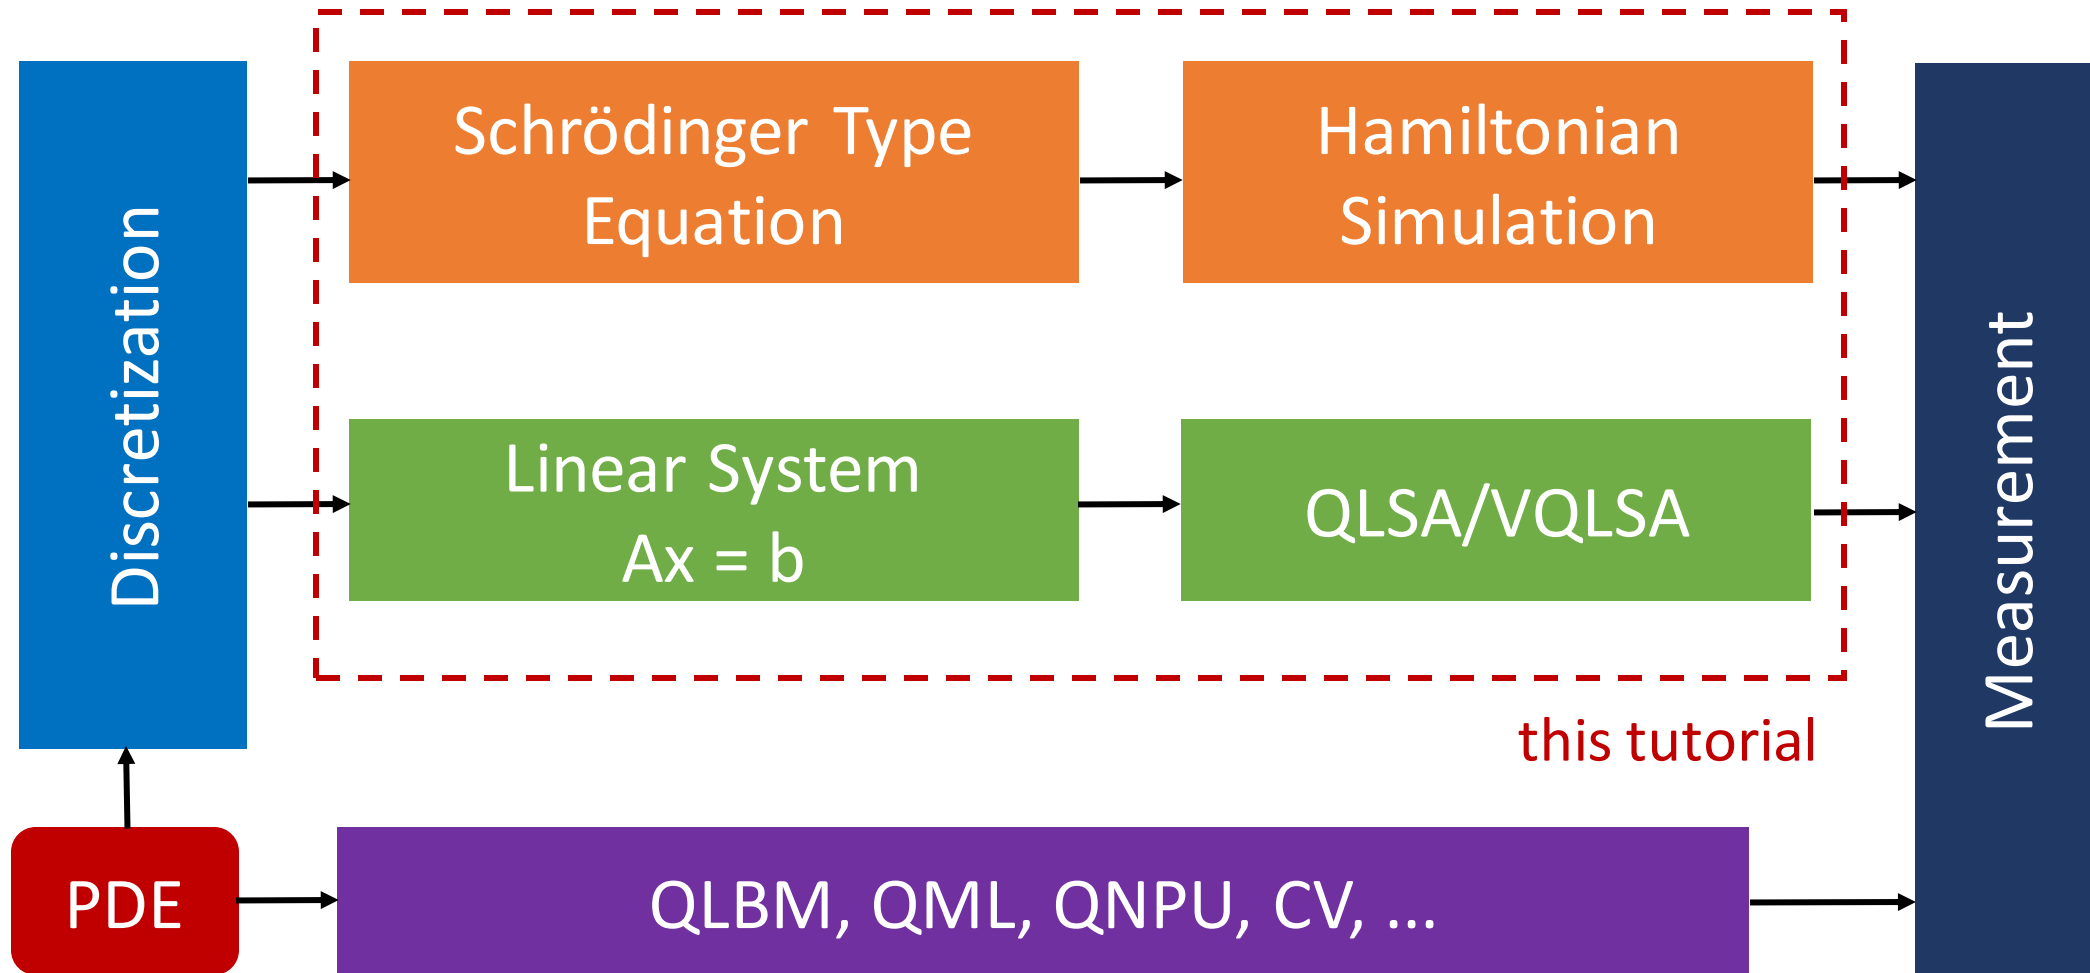 Discretization
Schrödinger Type
Equation
Hamiltonian
Simulation
Linear System
Ax = b
QLSA/VQLSA
Measurement
this tutorial
PDE
QLBM, QML, QNPU, CV, ...